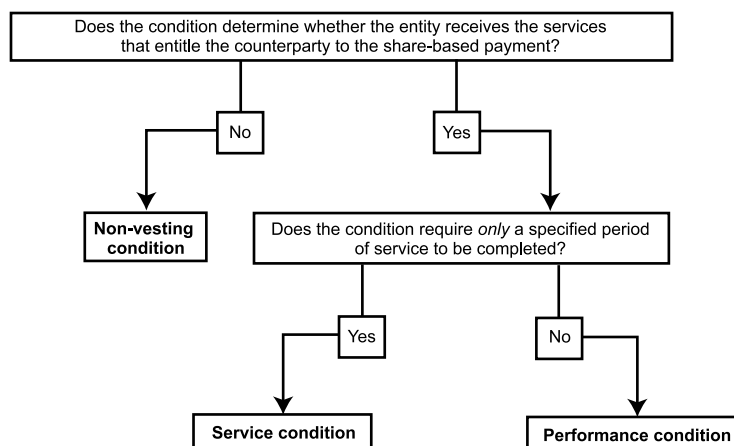 Does the condition determine whether the entity receives the services
that entitle the counterparty to the share-based payment?
No
Yes
Non-vesting
condition
Does the condition require only a specified period
of service to be completed?
Yes
No
Service condition
Performance condition